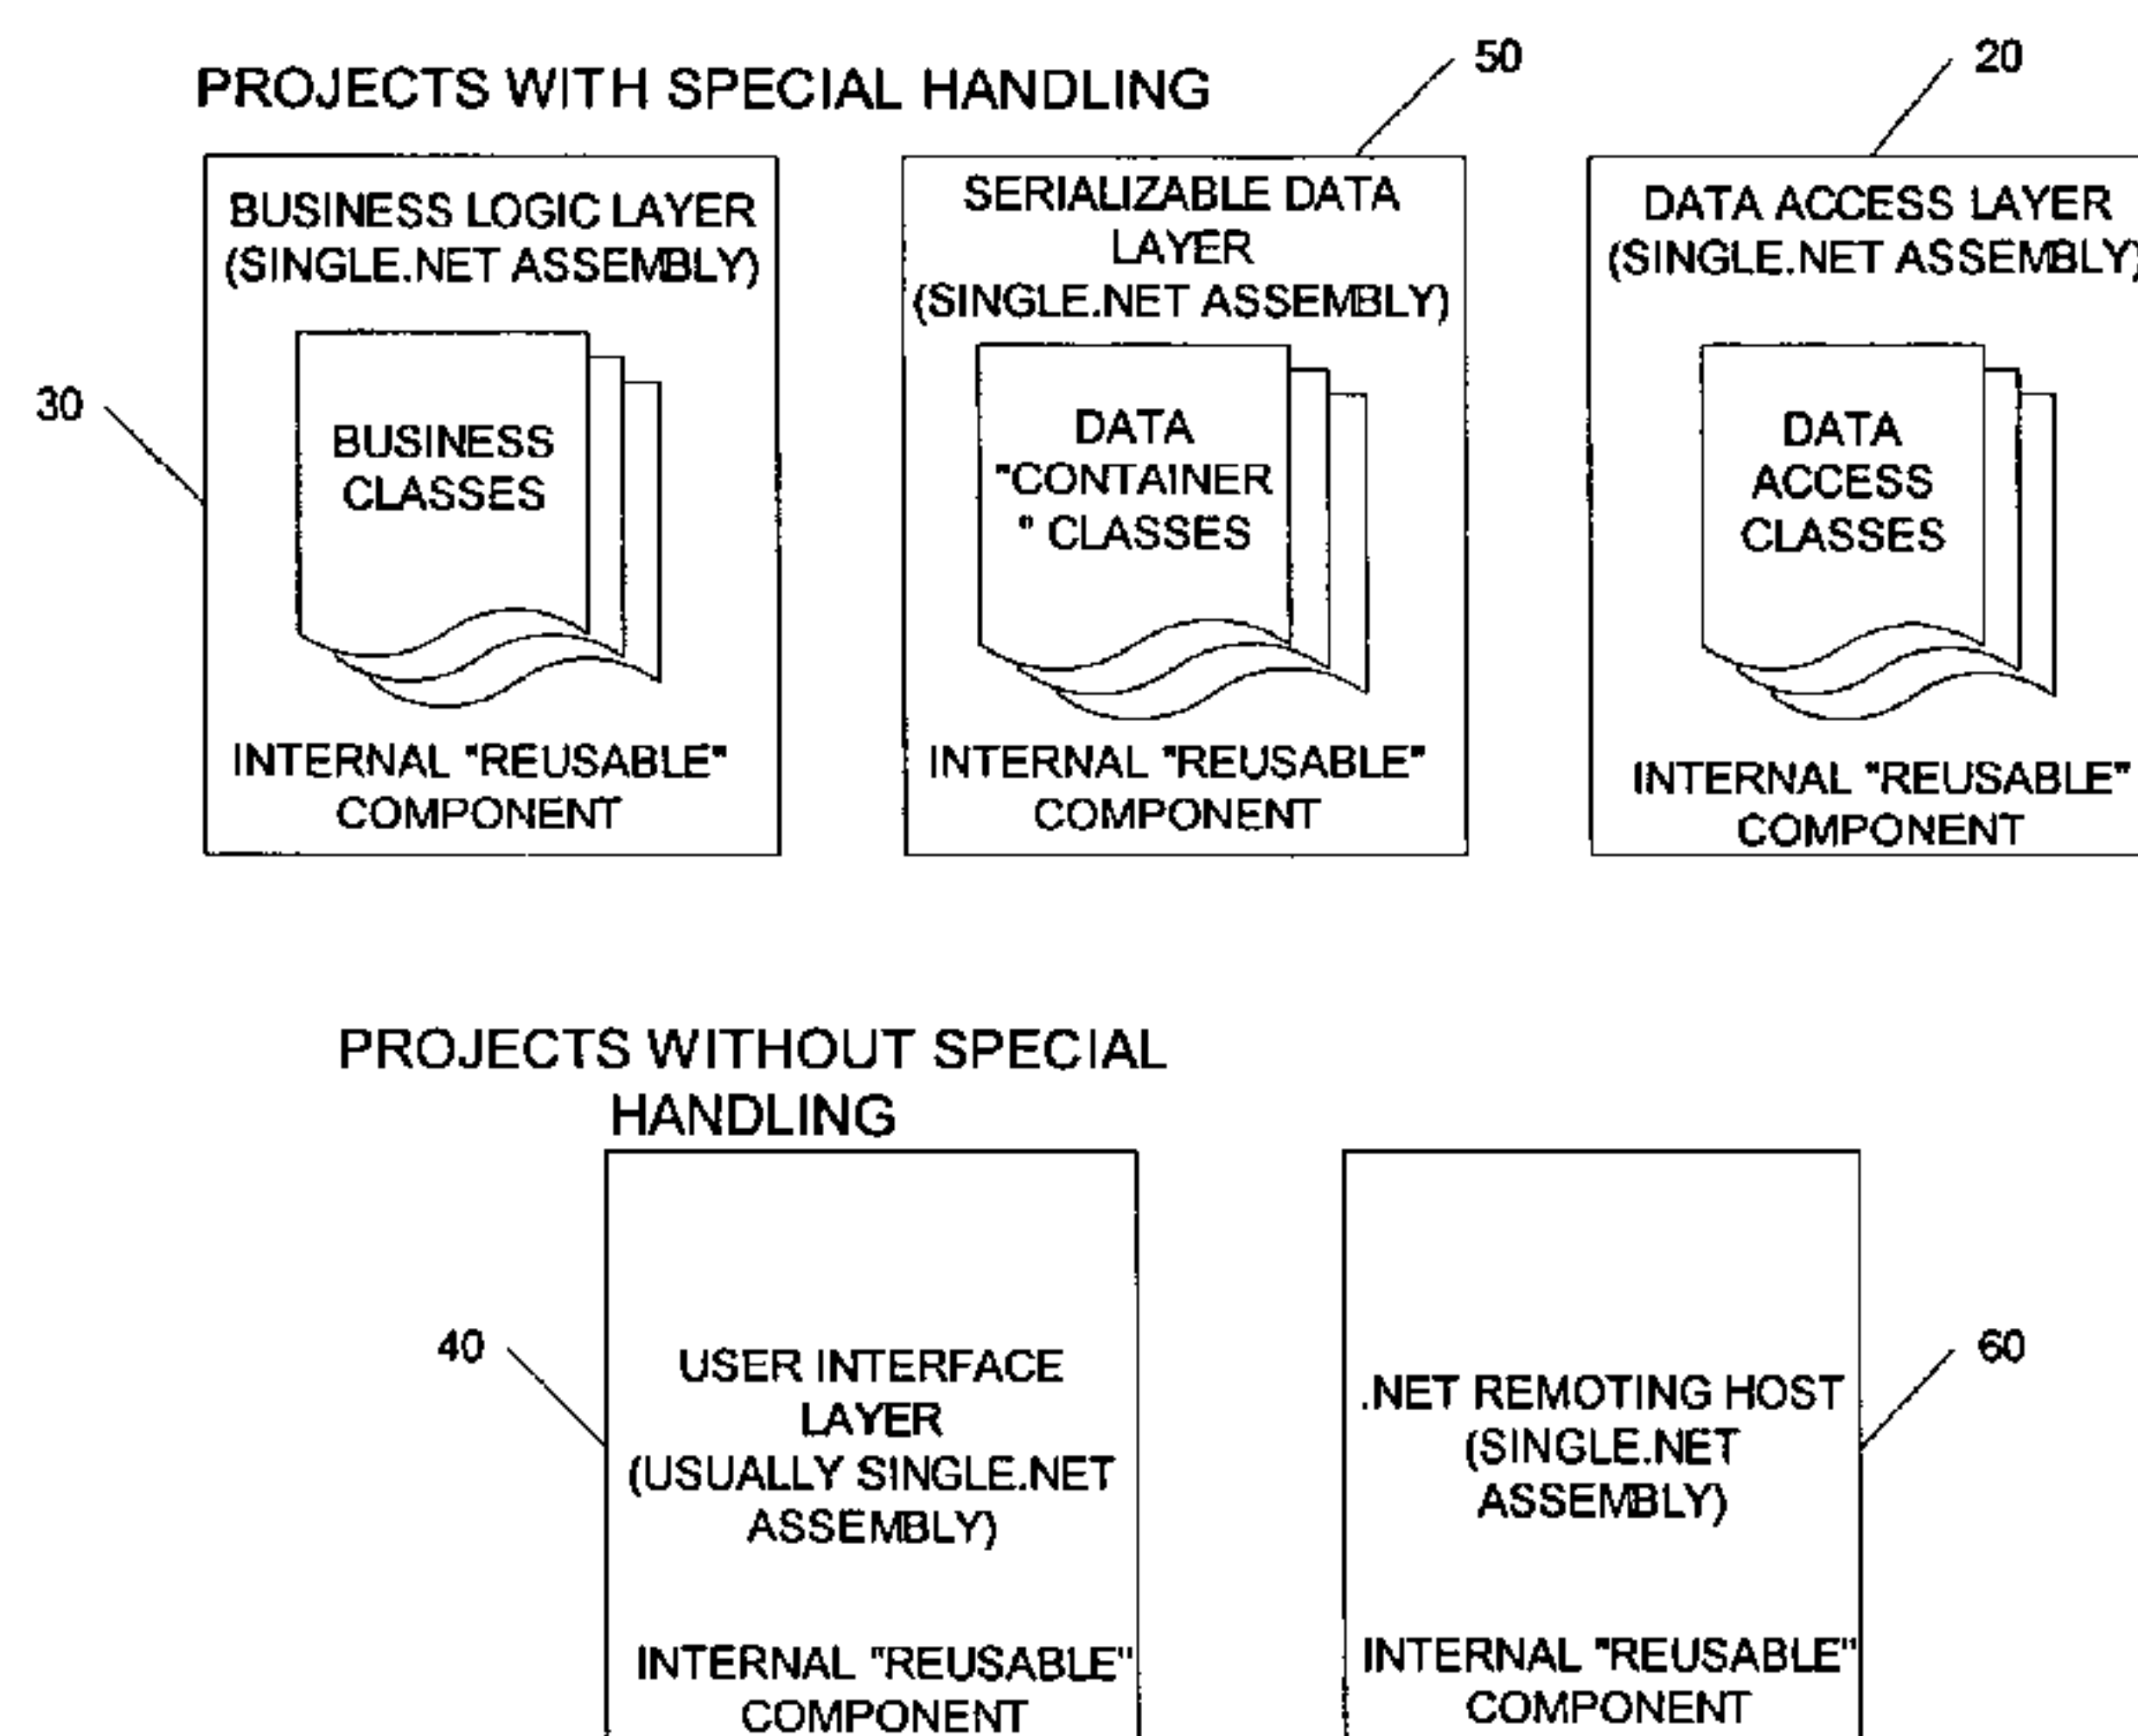 50
20
PROJECTS WITH SPECIAL HANDLING
BUSINESS LOGIC LAYER
(SINGLE.NET ASSEMBLY)
BUSINESS
CLASSES
INTERNAL "REUSABLE"
COMPONENT
30
SERIALIZABLE DATA
LAYER
(SINGLE.NET ASSEMBLY)
DATA
"CONTAINER
" CLASSES
INTERNAL "REUSABLE"
COMPONENT
DATA ACCESS LAYER
(SINGLE.NET ASSEMBLY)
DATA
ACCESS
CLASSES
INTERNAL "REUSABLE"
COMPONENT
PROJECTS WITHOUT SPECIAL
HANDLING
40
USER INTERFACE
LAYER
(USUALLY SINGLE.NET
ASSEMBLY)
INTERNAL "REUSABLE"
COMPONENT
60
.NET REMOTING HOST
(SINGLE.NET
ASSEMBLY)
INTERNAL "REUSABLE"
COMPONENT